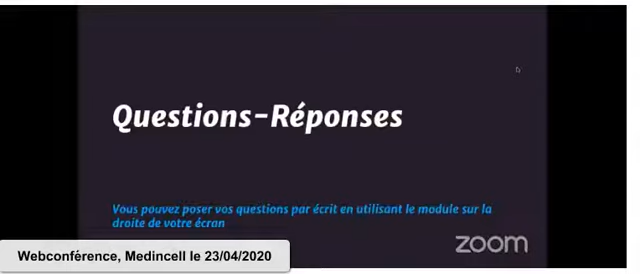 Questions-Réponses
Vous pouvez poser vos questions par écrit en utilisant le module sur la
droite de votre écran
zoom
Webconférence, Medincell le 23/04/2020